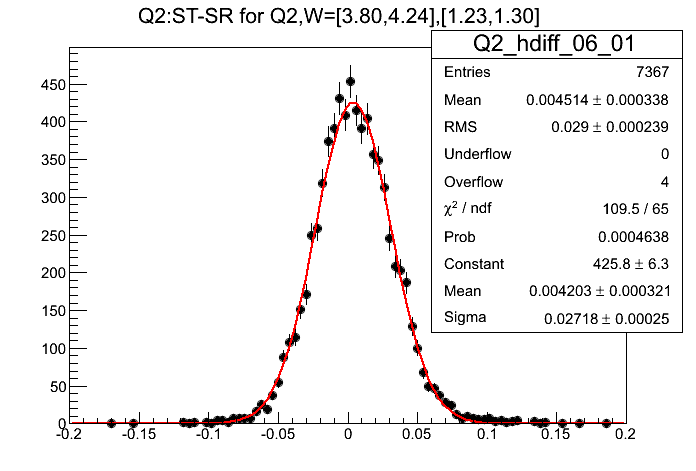 Q2:ST-SR for Q2,W=[3.80,4.24],[1.23,1.30]
Q2_hdiff_06_01
Entries 7367
Mean 0.004514 ± 0.000338
RMS 0.029 ± 0.000239
Underflow 0
Overflow 4
χ² / ndf 109.5 / 65
Prob 0.0004638
Constant 425.8 ± 6.3
Mean 0.004203 ± 0.000321
Sigma 0.02718 ± 0.00025
450
400
350
300
250
200
150
100
50
0
-0.2 -0.15 -0.1 -0.05 0 0.05 0.1 0.15 0.2